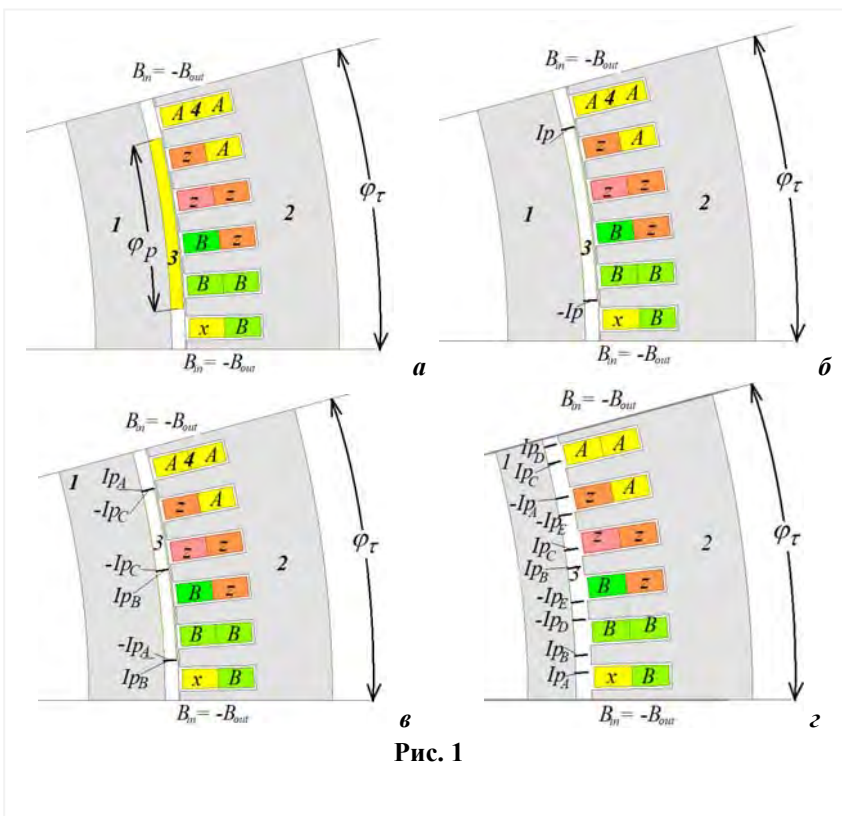 B_in = -B_out
A 4 A
z A
z z
B z
B B
x B
1
2
3
φ_p
φ_τ
B_in = -B_out
а
B_in = -B_out
A 4 A
Ip
z A
z z
B z
B B
x B
1
2
3
-Ip
φ_τ
B_in = -B_out
б
B_in = -B_out
1
A 4 A
Ip_A
-Ip_C
z A
3
z z
-Ip_C
Ip_B
B z
2
B B
-Ip_A
Ip_B
x B
φ_τ
B_in = -B_out
в
B_in = -B_out
Ip_D
1
Ip_C
A A
-Ip_A
z A
-Ip_E
Ip_C
z z
2
Ip_B
3
B z
-Ip_E
-Ip_D
B B
Ip_B
Ip_A
x B
φ_τ
B_in = -B_out
г
Рис. 1